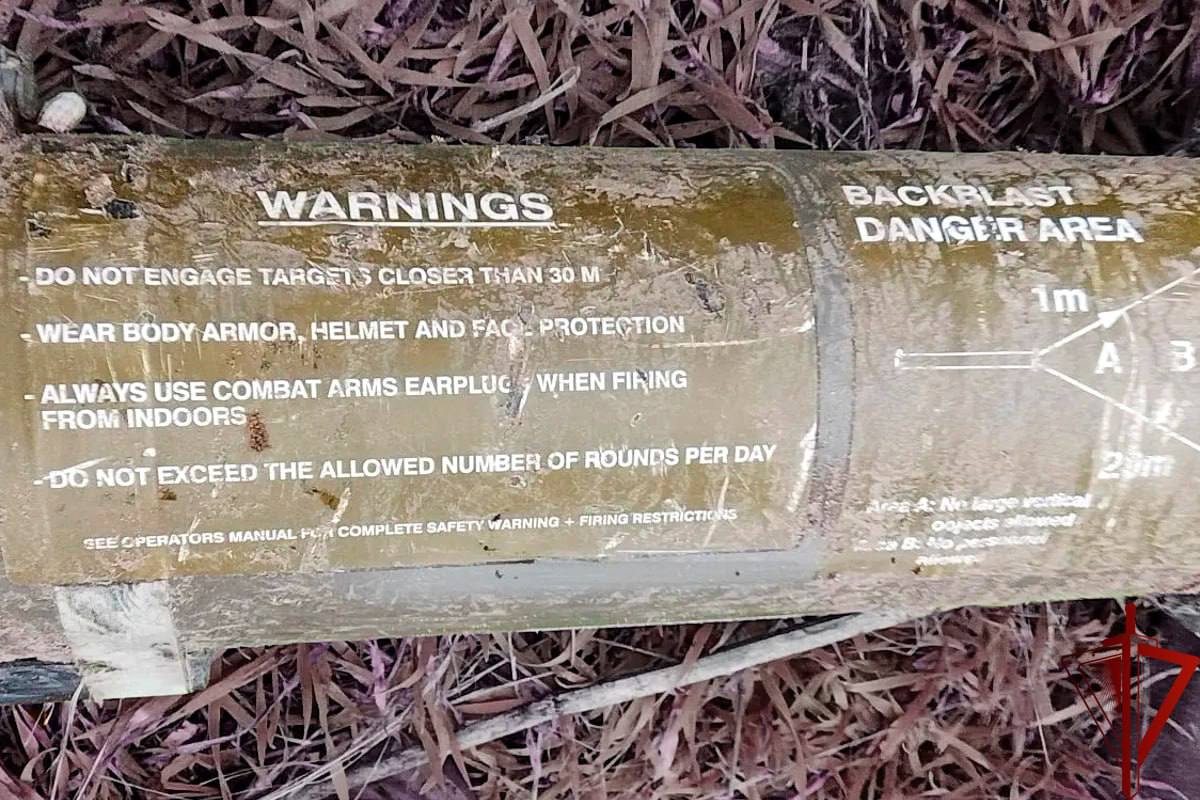 WARNINGS
- DO NOT ENGAGE TARGETS CLOSER THAN 30 M
- WEAR BODY ARMOR, HELMET AND FACE PROTECTION
- ALWAYS USE COMBAT ARMS EARPLUGS WHEN FIRING
FROM INDOORS
- DO NOT EXCEED THE ALLOWED NUMBER OF ROUNDS PER DAY
SEE OPERATORS MANUAL FOR COMPLETE SAFETY WARNING + FIRING RESTRICTIONS
BACKBLAST
DANGER AREA
1m
A B
Area A: No large vertical
objects allowed
Area B: No personnel